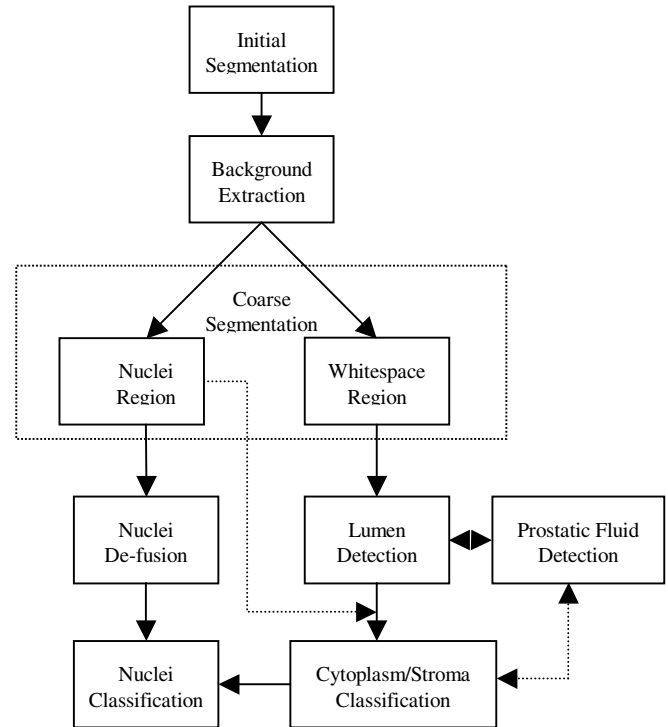 Initial
Segmentation
Background
Extraction
Coarse
Segmentation
Nuclei
Region
Whitespace
Region
Nuclei
De-fusion
Lumen
Detection
Prostatic Fluid
Detection
Nuclei
Classification
Cytoplasm/Stroma
Classification